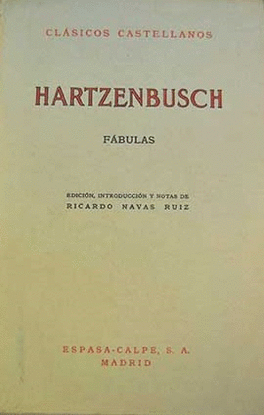 CLÁSICOS CASTELLANOS
HARTZENBUSCH
FÁBULAS
EDICIÓN, INTRODUCCIÓN Y NOTAS DE
RICARDO NAVAS RUIZ
ESPASA-CALPE, S. A.
MADRID